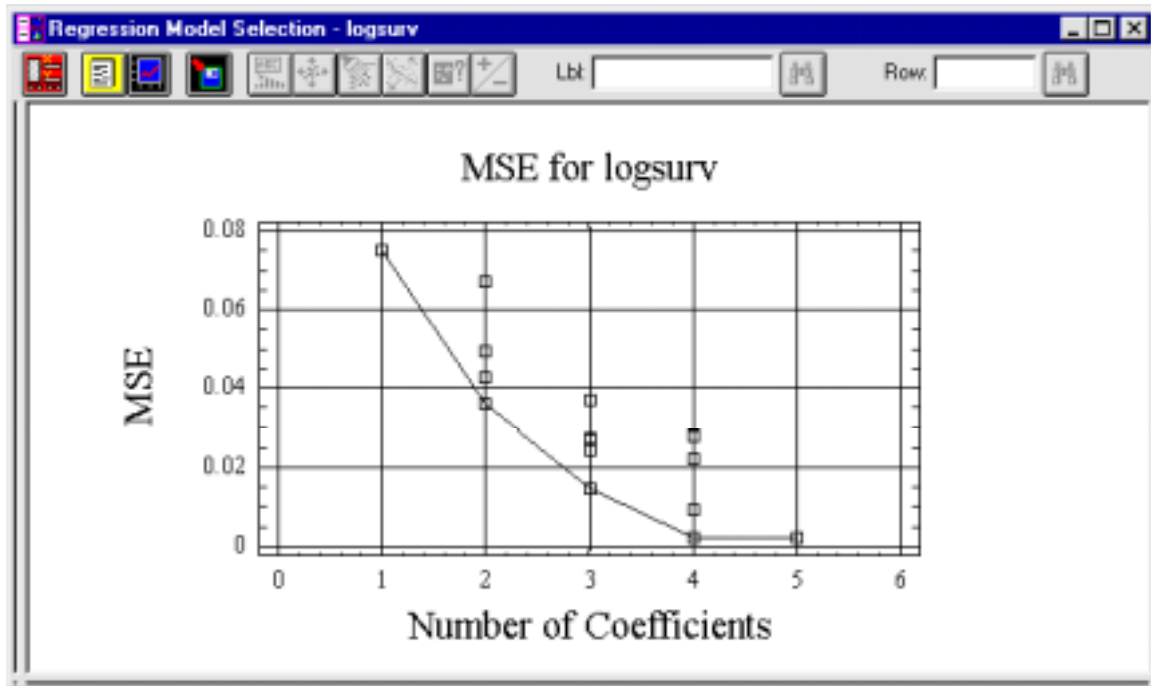 Regression Model Selection - logsurv
Lbl:
Row:
MSE for logsurv
0.08
0.06
0.04
0.02
0
MSE
0 1 2 3 4 5 6
Number of Coefficients